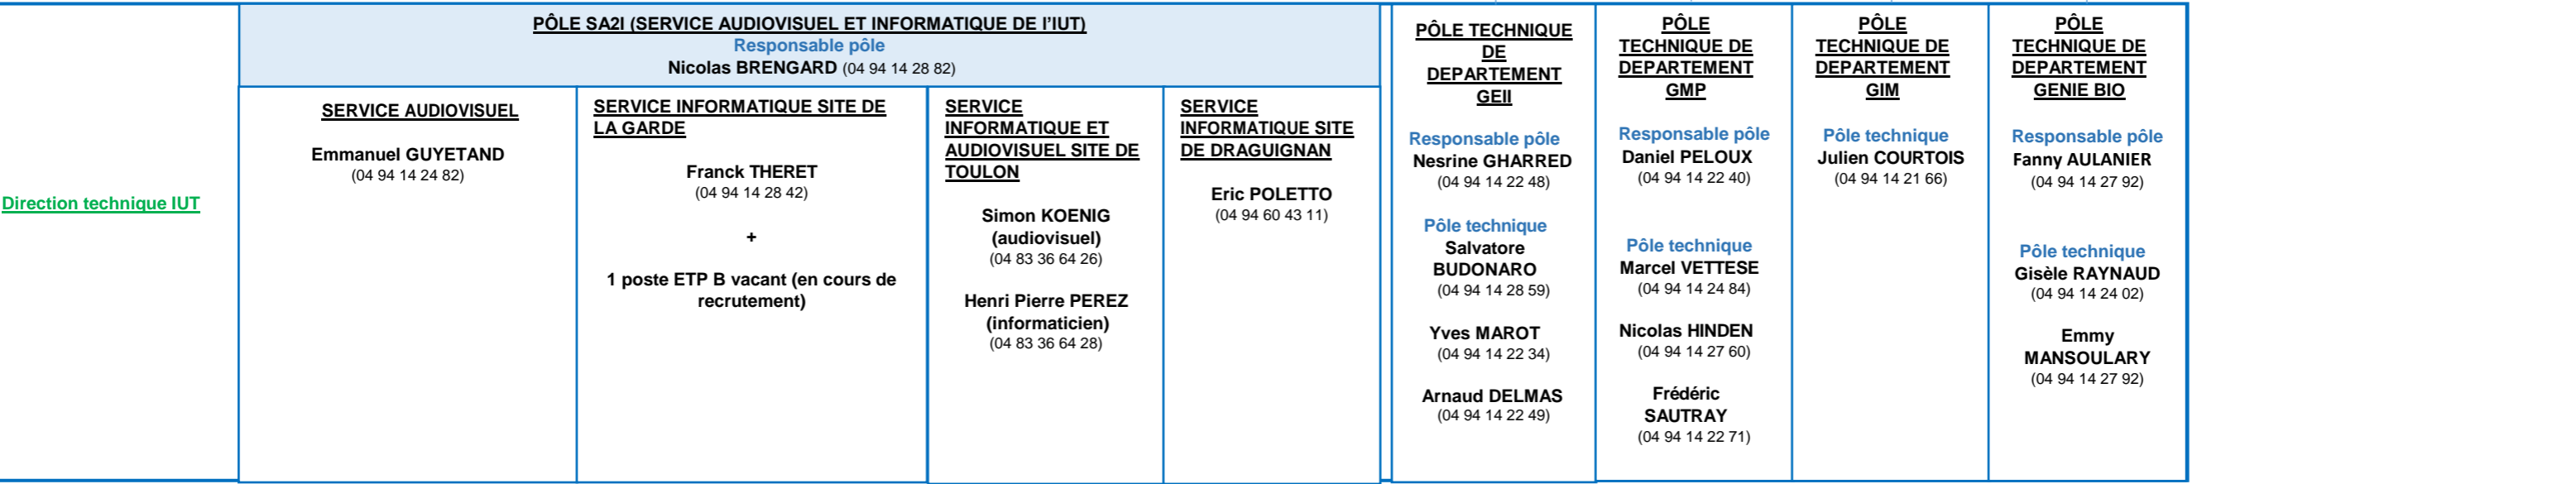 Direction technique IUT
PÔLE SA2I (SERVICE AUDIOVISUEL ET INFORMATIQUE DE l'IUT)
Responsable pôle
Nicolas BRENGARD (04 94 14 28 82)
SERVICE AUDIOVISUEL
Emmanuel GUYETAND
(04 94 14 24 82)
SERVICE INFORMATIQUE SITE DE
LA GARDE
Franck THERET
(04 94 14 28 42)
+
1 poste ETP B vacant (en cours de
recrutement)
SERVICE
INFORMATIQUE ET
AUDIOVISUEL SITE DE
TOULON
Simon KOENIG
(audiovisuel)
(04 83 36 64 26)
Henri Pierre PEREZ
(informaticien)
(04 83 36 64 28)
SERVICE
INFORMATIQUE SITE
DE DRAGUIGNAN
Eric POLETTO
(04 94 60 43 11)
PÔLE TECHNIQUE
DE
DEPARTEMENT
GEII
Responsable pôle
Nesrine GHARRED
(04 94 14 22 48)
Pôle technique
Salvatore
BUDONARO
(04 94 14 28 59)
Yves MAROT
(04 94 14 22 34)
Arnaud DELMAS
(04 94 14 22 49)
PÔLE
TECHNIQUE DE
DEPARTEMENT
GMP
Responsable pôle
Daniel PELOUX
(04 94 14 22 40)
Pôle technique
Marcel VETTESE
(04 94 14 24 84)
Nicolas HINDEN
(04 94 14 27 60)
Frédéric
SAUTRAY
(04 94 14 22 71)
PÔLE
TECHNIQUE DE
DEPARTEMENT
GIM
Pôle technique
Julien COURTOIS
(04 94 14 21 66)
PÔLE
TECHNIQUE DE
DEPARTEMENT
GENIE BIO
Responsable pôle
Fanny AULANIER
(04 94 14 27 92)
Pôle technique
Gisèle RAYNAUD
(04 94 14 24 02)
Emmy
MANSOULARY
(04 94 14 27 92)